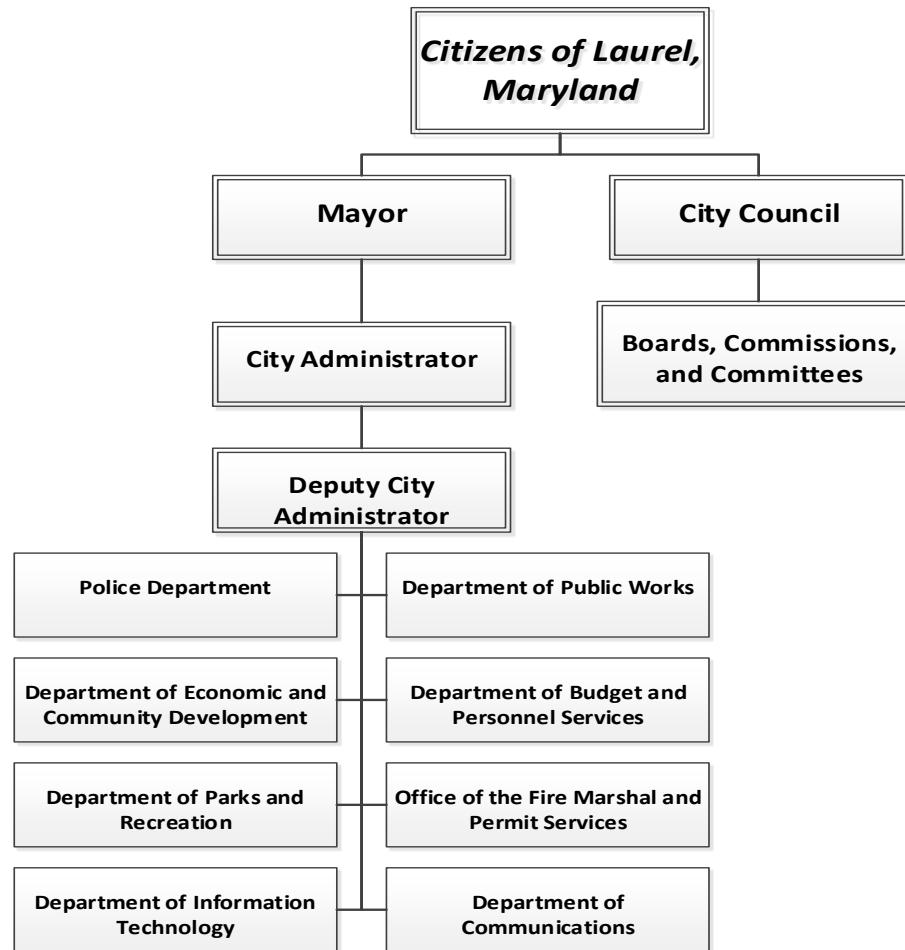 Citizens of Laurel,
Maryland
Mayor
City Council
City Administrator
Boards, Commissions,
and Committees
Deputy City
Administrator
Police Department
Department of Public Works
Department of Economic and
Community Development
Department of Budget and
Personnel Services
Department of Parks and
Recreation
Office of the Fire Marshal and
Permit Services
Department of Information
Technology
Department of
Communications